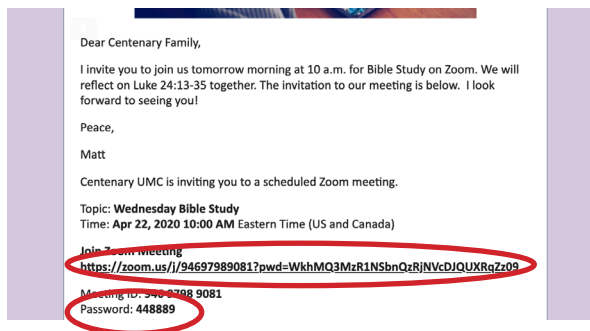 Dear Centenary Family,
I invite you to join us tomorrow morning at 10 a.m. for Bible Study on Zoom. We will
reflect on Luke 24:13-35 together. The invitation to our meeting is below.  I look
forward to seeing you!
Peace,
Matt
Centenary UMC is inviting you to a scheduled Zoom meeting.
Topic: Wednesday Bible Study
Time: Apr 22, 2020 10:00 AM Eastern Time (US and Canada)
Join Zoom Meeting
https://zoom.us/j/94697989081?pwd=WkhMQ3MzR1NSbnQzRjNVcDJQUXRqZz09
Meeting ID: 946 9798 9081
Password: 448889